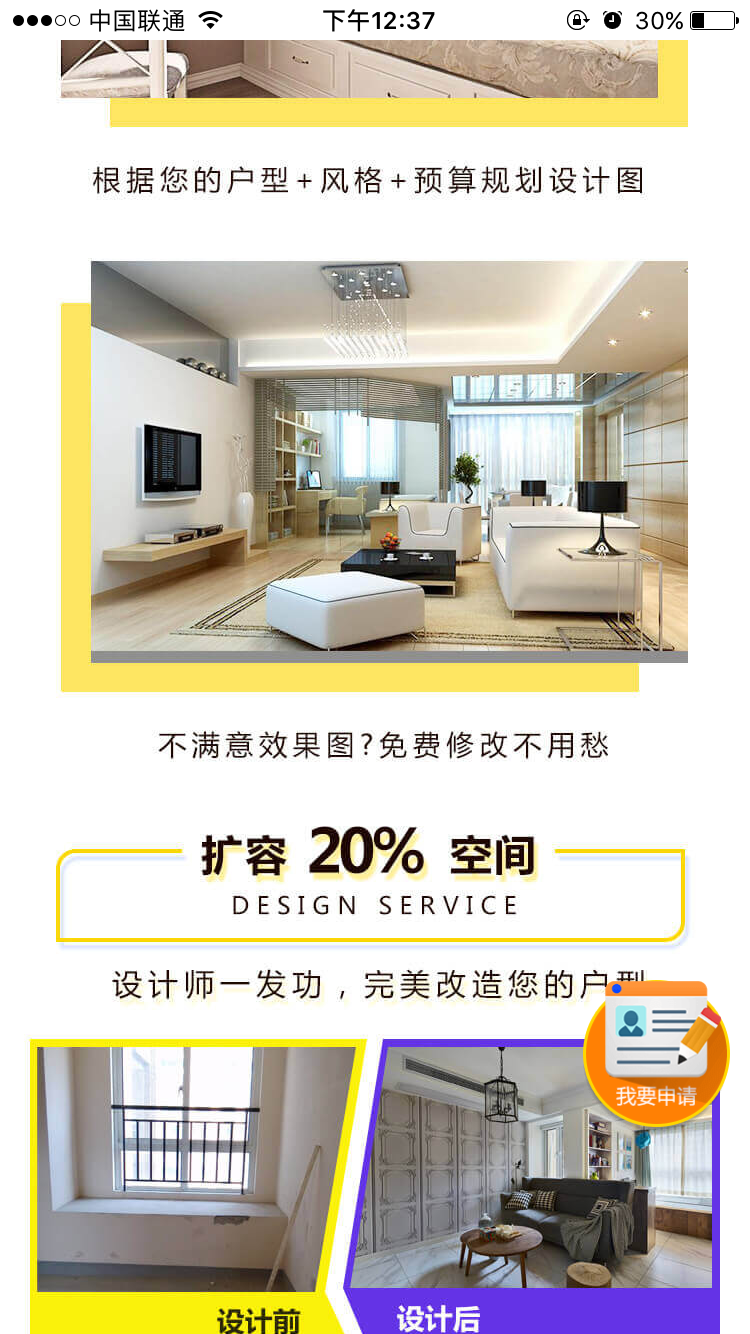 中国联通
下午12:37
30%
根据您的户型+风格+预算规划设计图
不满意效果图?免费修改不用愁
扩容 20% 空间
DESIGN SERVICE
设计师一发功，完美改造您的户型
我要申请
设计前
设计后